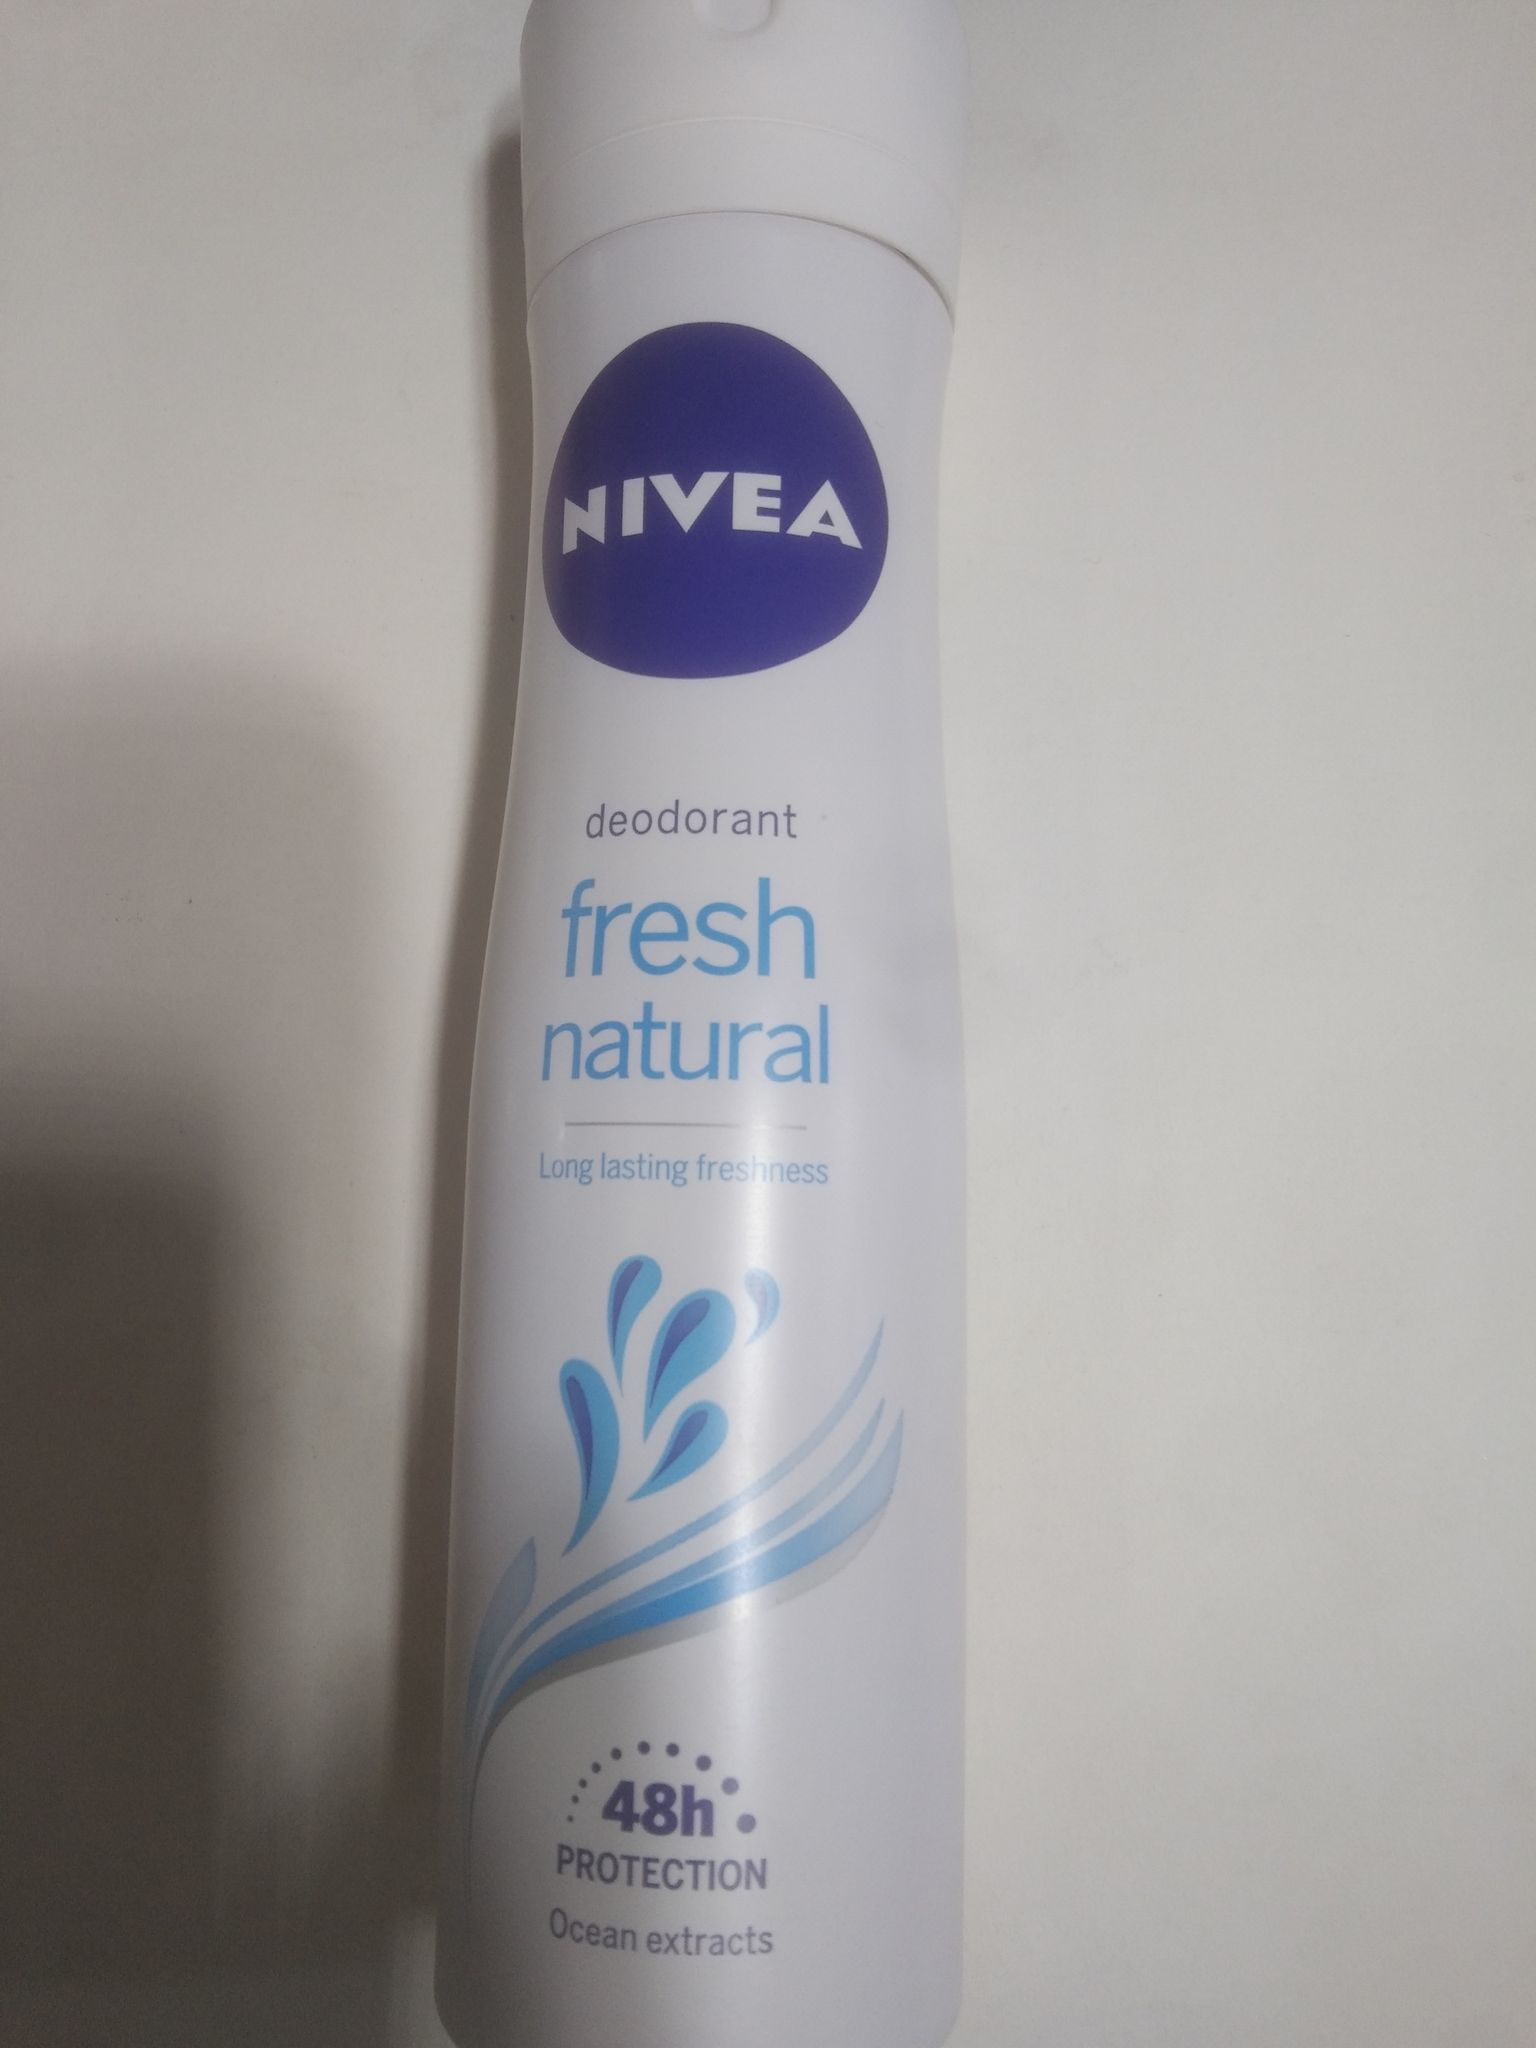 NIVEA
deodorant
fresh
natural
Long lasting freshness
48h
PROTECTION
Ocean extracts